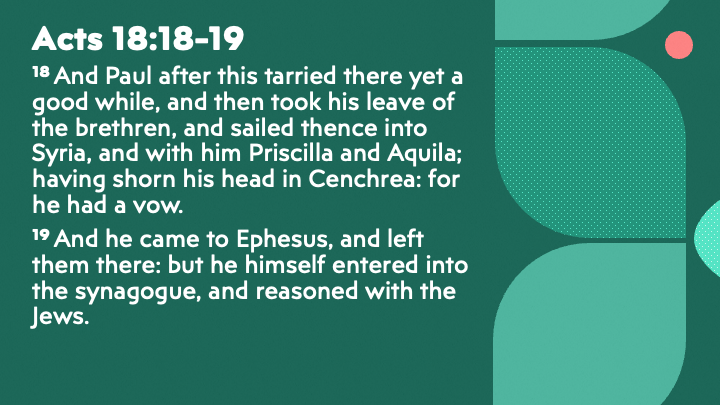 Acts 18:18-19
18 And Paul after this tarried there yet a
good while, and then took his leave of
the brethren, and sailed thence into
Syria, and with him Priscilla and Aquila;
having shorn his head in Cenchrea: for
he had a vow.
19 And he came to Ephesus, and left
them there: but he himself entered into
the synagogue, and reasoned with the
Jews.